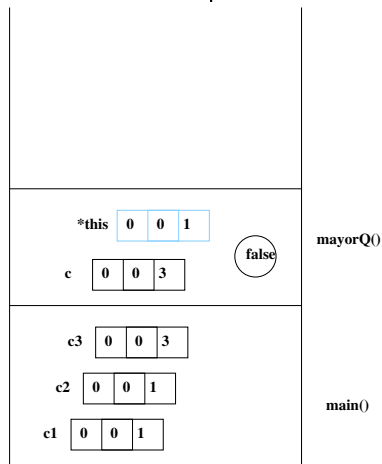 *this 0 0 1
mayorQ()
false
c 0 0 3
c3 0 0 3
c2 0 0 1
main()
c1 0 0 1